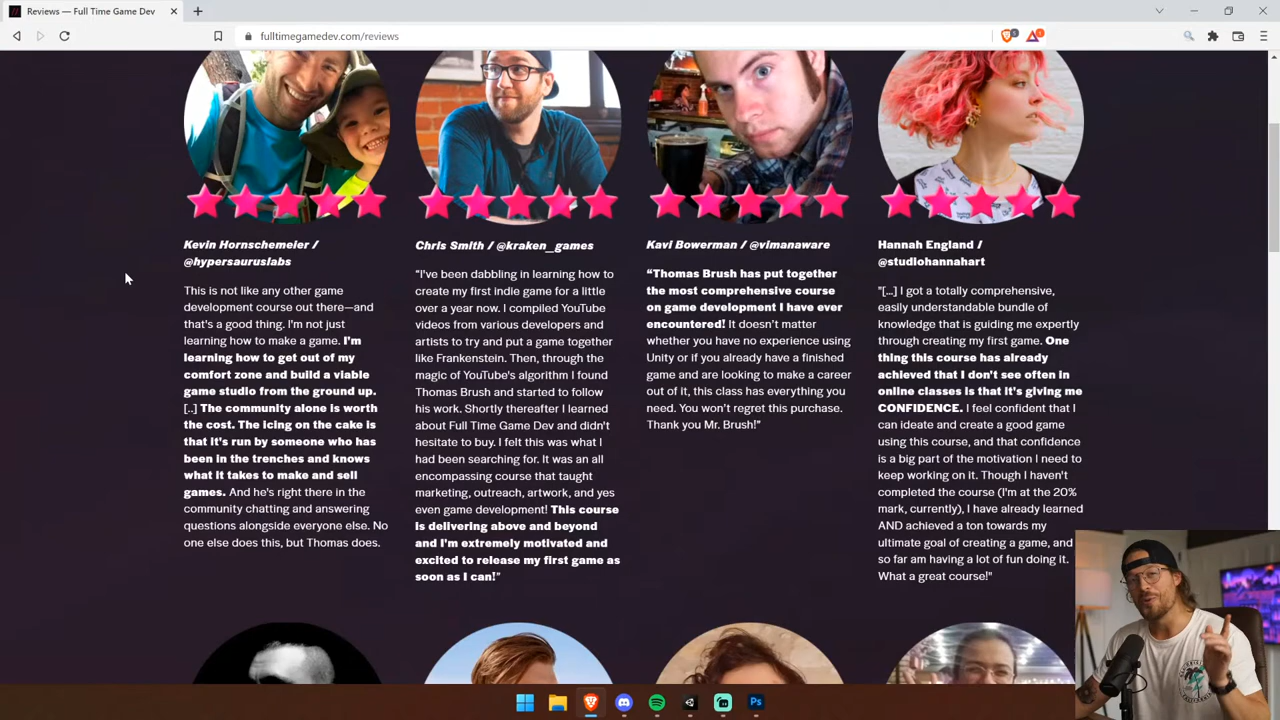 Reviews — Full Time Game Dev
fulltimegamedev.com/reviews
Kevin Hornschemeier /
@hypersauruslabs
This is not like any other game
development course out there—and
that's a good thing. I'm not just
learning how to make a game. I'm
learning how to get out of my
comfort zone and build a viable
game studio from the ground up.
[..] The community alone is worth
the cost. The icing on the cake is
that it's run by someone who has
been in the trenches and knows
what it takes to make and sell
games. And he's right there in the
community chatting and answering
questions alongside everyone else. No
one else does this, but Thomas does.
Chris Smith / @kraken_games
"I've been dabbling in learning how to
create my first indie game for a little
over a year now. I compiled YouTube
videos from various developers and
artists to try and put a game together
like Frankenstein. Then, through the
magic of YouTube's algorithm I found
Thomas Brush and started to follow
his work. Shortly thereafter I learned
about Full Time Game Dev and didn't
hesitate to buy. I felt this was what I
had been searching for. It was an all
encompassing course that taught
marketing, outreach, artwork, and yes
even game development! This course
is delivering above and beyond
and I'm extremely motivated and
excited to release my first game as
soon as I can!"
Kavi Bowerman / @vimanaware
“Thomas Brush has put together
the most comprehensive course
on game development I have ever
encountered! It doesn’t matter
whether you have no experience using
Unity or if you already have a finished
game and are looking to make a career
out of it, this class has everything you
need. You won’t regret this purchase.
Thank you Mr. Brush!”
Hannah England /
@studiohannahart
"[...] I got a totally comprehensive,
easily understandable bundle of
knowledge that is guiding me expertly
through creating my first game. One
thing this course has already
achieved that I don't see often in
online classes is that it's giving me
CONFIDENCE. I feel confident that I
can ideate and create a good game
using this course, and that confidence
is a big part of the motivation I need to
keep working on it. Though I haven't
completed the course (I'm at the 20%
mark, currently), I have already learned
AND achieved a ton towards my
ultimate goal of creating a game, and
so far am having a lot of fun doing it.
What a great course!"